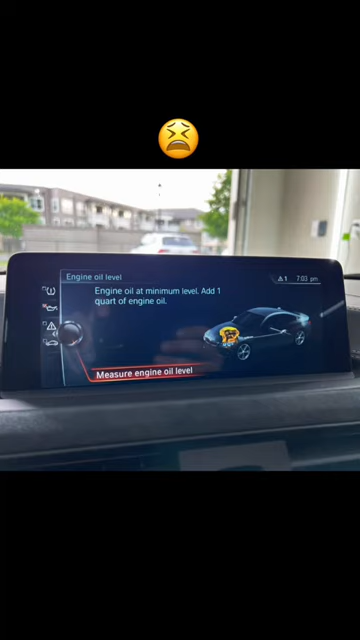 Engine oil level
1
7:03 pm
Engine oil at minimum level. Add 1
quart of engine oil.
Measure engine oil level